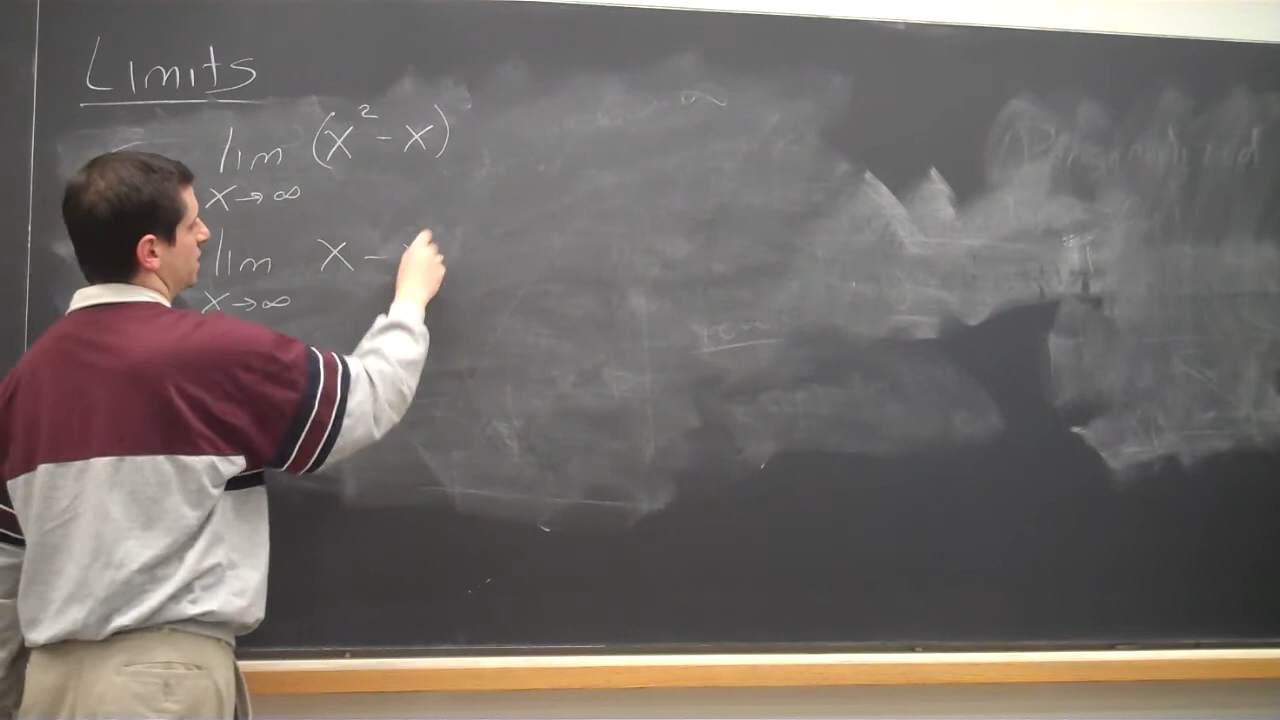 Limits
lim (x² - x)
x→∞
lim x -
x→∞